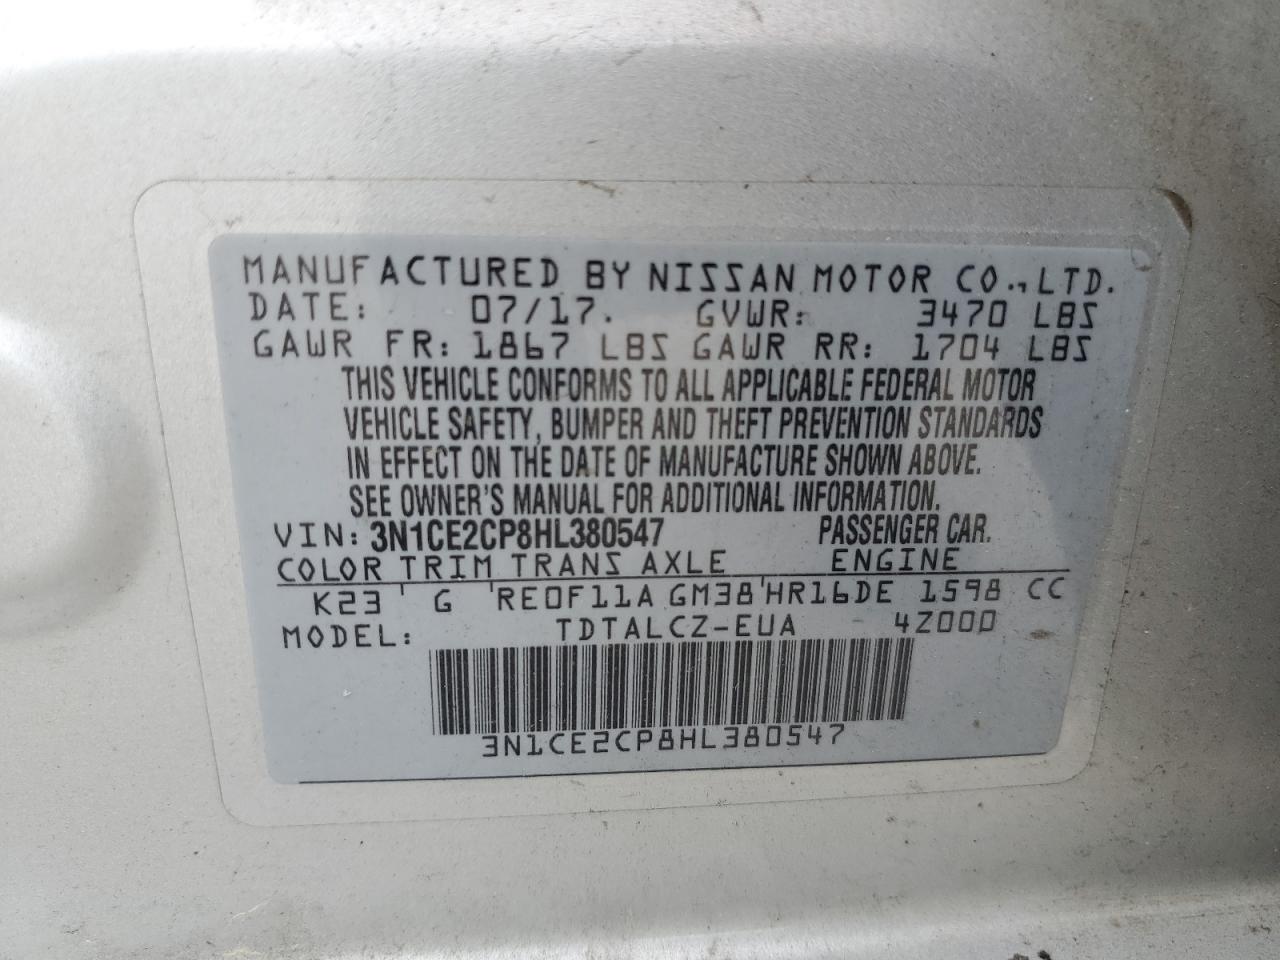 MANUFACTURED BY NISSAN MOTOR CO., LTD.
DATE: 07/17. GVWR: 3470 LBS
GAWR FR: 1867 LBS GAWR RR: 1704 LBS
THIS VEHICLE CONFORMS TO ALL APPLICABLE FEDERAL MOTOR
VEHICLE SAFETY, BUMPER AND THEFT PREVENTION STANDARDS
IN EFFECT ON THE DATE OF MANUFACTURE SHOWN ABOVE.
SEE OWNER'S MANUAL FOR ADDITIONAL INFORMATION.
VIN: 3N1CE2CP8HL380547 PASSENGER CAR.
COLOR TRIM TRANS AXLE ENGINE
K23 ' G ' RE0F11A GM38 ' HR16DE 1598 CC
MODEL: TDTALCZ-EUA 4Z000
3N1CE2CP8HL380547